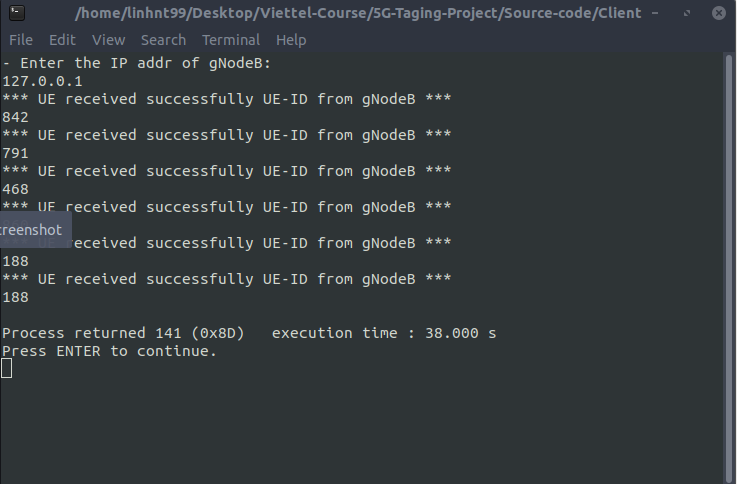 /home/linhnt99/Desktop/Viettel-Course/5G-Taging-Project/Source-code/Client
File Edit View Search Terminal Help
- Enter the IP addr of gNodeB:
127.0.0.1
*** UE received successfully UE-ID from gNodeB ***
842
*** UE received successfully UE-ID from gNodeB ***
791
*** UE received successfully UE-ID from gNodeB ***
468
*** UE received successfully UE-ID from gNodeB ***
reenshot
*** UE received successfully UE-ID from gNodeB ***
188
*** UE received successfully UE-ID from gNodeB ***
188
Process returned 141 (0x8D) execution time : 38.000 s
Press ENTER to continue.